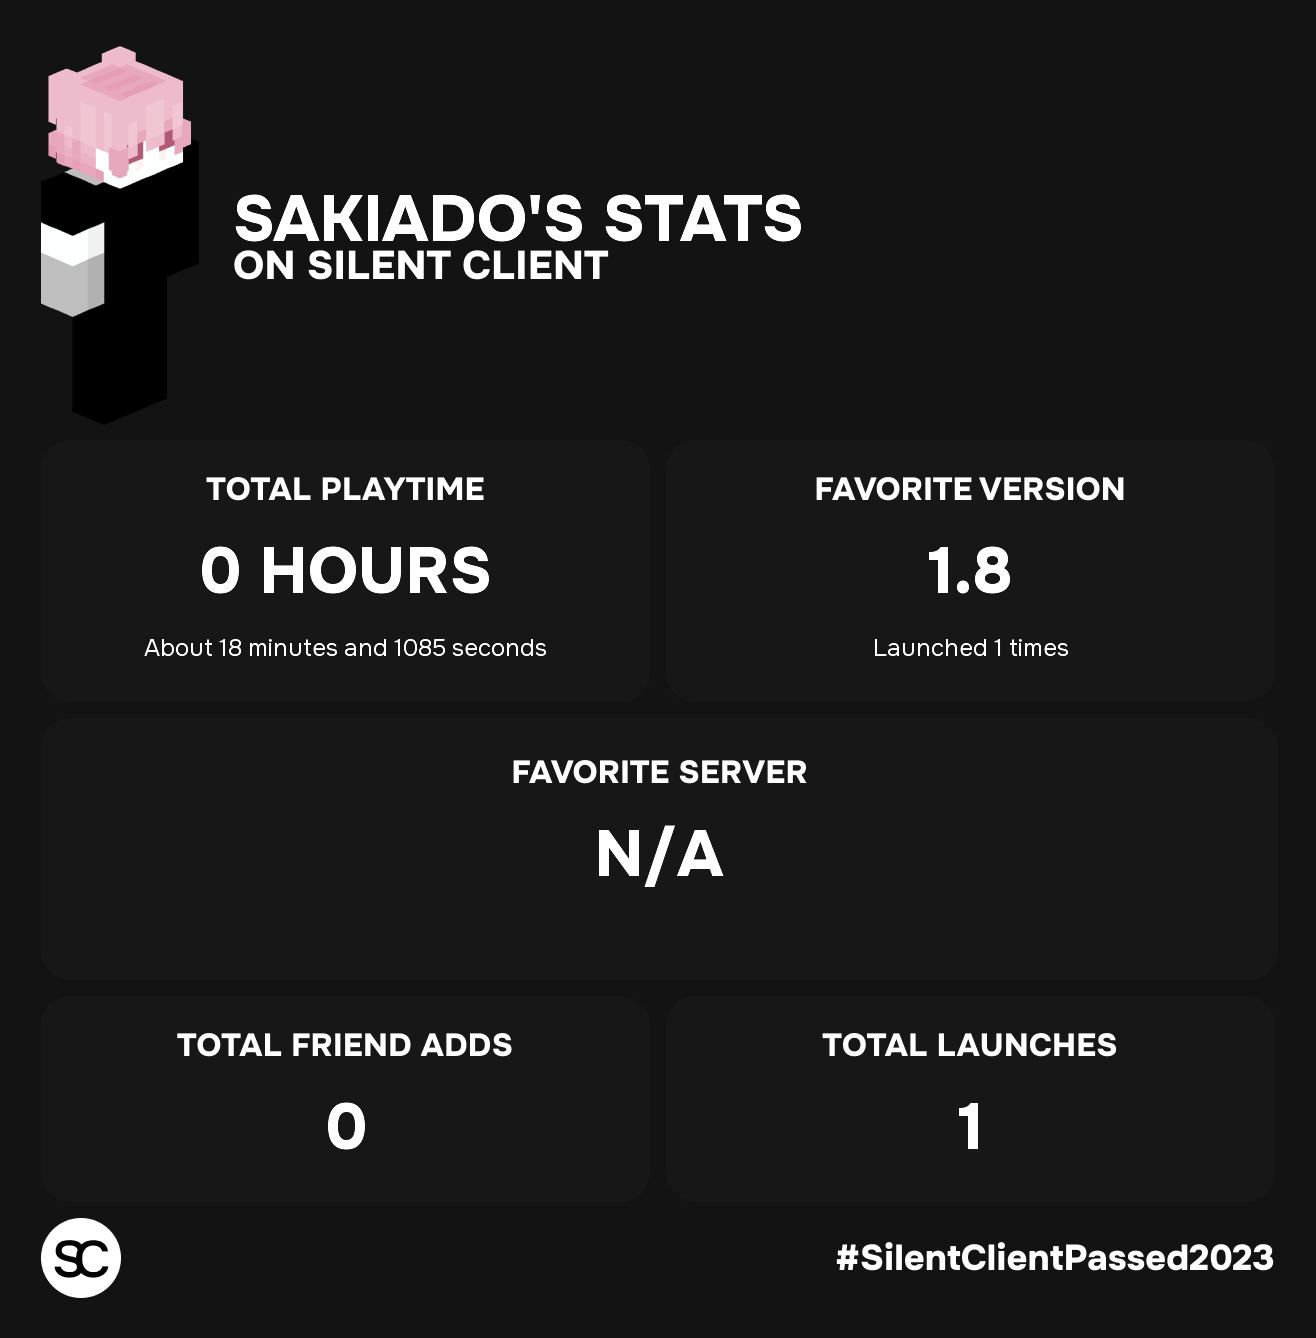 SAKIADO'S STATS
ON SILENT CLIENT
TOTAL PLAYTIME
0 HOURS
About 18 minutes and 1085 seconds
FAVORITE VERSION
1.8
Launched 1 times
FAVORITE SERVER
N/A
TOTAL FRIEND ADDS
0
TOTAL LAUNCHES
1
SC
#SilentClientPassed2023